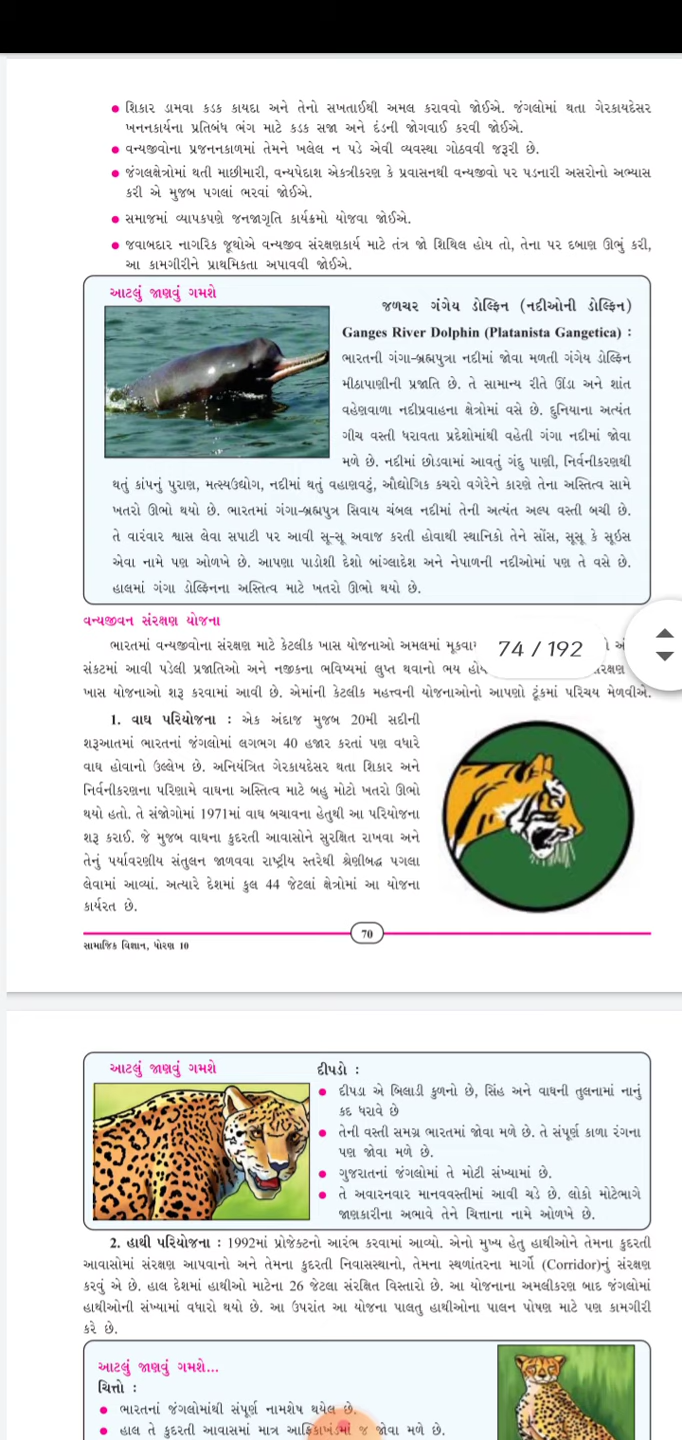 ● શિકાર ડામવા કડક કાયદા અને તેનો સખતાઈથી અમલ કરાવવો જોઈએ. જંગલોમાં થતા ગેરકાયદેસર
ખનનકાર્યના પ્રતિબંધ ભંગ માટે કડક સજા અને દંડની જોગવાઈ કરવી જોઈએ.
● વન્યજીવોના પ્રજનનકાળમાં તેમને ખલેલ ન પડે એવી વ્યવસ્થા ગોઠવવી જરૂરી છે.
● જંગલક્ષેત્રોમાં થતી માછીમારી, વન્યપેદાશ એકત્રીકરણ કે પ્રવાસનથી વન્યજીવો પર પડનારી અસરોનો અભ્યાસ
કરી એ મુજબ પગલાં ભરવાં જોઈએ.
● સમાજમાં વ્યાપકપણે જનજાગૃતિ કાર્યક્રમો યોજવા જોઈએ.
● જવાબદાર નાગરિક જૂથોએ વન્યજીવ સંરક્ષણકાર્ય માટે તંત્ર જો શિથિલ હોય તો, તેના પર દબાણ ઊભું કરી,
આ કામગીરીને પ્રાથમિકતા અપાવવી જોઈએ.
આટલું જાણવું ગમશે
જળચર ગંગેય ડોલ્ફિન (નદીઓની ડોલ્ફિન)
Ganges River Dolphin (Platanista Gangetica) :
ભારતની ગંગા-બ્રહ્મપુત્રા નદીમાં જોવા મળતી ગંગેય ડોલ્ફિન
મીઠાપાણીની પ્રજાતિ છે. તે સામાન્ય રીતે ઊંડા અને શાંત
વહેણવાળા નદીપ્રવાહના ક્ષેત્રોમાં વસે છે. દુનિયાના અત્યંત
ગીચ વસ્તી ધરાવતા પ્રદેશોમાંથી વહેતી ગંગા નદીમાં જોવા
મળે છે. નદીમાં છોડવામાં આવતું ગંદુ પાણી, નિર્વનીકરણથી
થતું કાંપનું પુરાણ, મત્સ્યઉદ્યોગ, નદીમાં થતું વહાણવટું, ઔદ્યોગિક કચરો વગેરેને કારણે તેના અસ્તિત્વ સામે
ખતરો ઊભો થયો છે. ભારતમાં ગંગા-બ્રહ્મપુત્ર સિવાય ચંબલ નદીમાં તેની અત્યંત અલ્પ વસ્તી બચી છે.
તે વારંવાર શ્વાસ લેવા સપાટી પર આવી સૂ-સૂ અવાજ કરતી હોવાથી સ્થાનિકો તેને સોંસ, સૂસૂ કે સૂઇસ
એવા નામે પણ ઓળખે છે. આપણા પાડોશી દેશો બાંગ્લાદેશ અને નેપાળની નદીઓમાં પણ તે વસે છે.
હાલમાં ગંગા ડોલ્ફિનના અસ્તિત્વ માટે ખતરો ઊભો થયો છે.
વન્યજીવન સંરક્ષણ યોજના
ભારતમાં વન્યજીવોના સંરક્ષણ માટે કેટલીક ખાસ યોજનાઓ અમલમાં
74 / 192
સંકટમાં આવી પડેલી પ્રજાતિઓ અને નજીકના ભવિષ્યમાં લુપ્ત થવાનો ભય
ખાસ યોજનાઓ શરૂ કરવામાં આવી છે. એમાંની કેટલીક મહત્ત્વની યોજનાઓનો આપણો ટૂંકમાં પરિચય મેળવીએ.
1. વાઘ પરિયોજના : એક અંદાજ મુજબ 20મી સદીની
શરૂઆતમાં ભારતનાં જંગલોમાં લગભગ 40 હજાર કરતાં પણ વધારે
વાઘ હોવાનો ઉલ્લેખ છે. અનિયંત્રિત ગેરકાયદેસર થતા શિકાર અને
નિર્વનીકરણના પરિણામે વાઘના અસ્તિત્વ માટે બહુ મોટો ખતરો ઊભો
થયો હતો. તે સંજોગોમાં 1971માં વાઘ બચાવના હેતુથી આ પરિયોજના
શરૂ કરાઈ. જે મુજબ વાઘના કુદરતી આવાસોને સુરક્ષિત રાખવા અને
તેનું પર્યાવરણીય સંતુલન જાળવવા રાષ્ટ્રીય સ્તરેથી શ્રેણીબદ્ધ પગલા
લેવામાં આવ્યાં. અત્યારે દેશમાં કુલ 44 જેટલાં ક્ષેત્રોમાં આ યોજના
કાર્યરત છે.
70
સામાજિક વિજ્ઞાન, ધોરણ 10
આટલું જાણવું ગમશે
દીપડો :
● દીપડા એ બિલાડી કુળનો છે, સિંહ અને વાઘની તુલનામાં નાનું
કદ ધરાવે છે
● તેની વસ્તી સમગ્ર ભારતમાં જોવા મળે છે. તે સંપૂર્ણ કાળા રંગના
પણ જોવા મળે છે.
● ગુજરાતનાં જંગલોમાં તે મોટી સંખ્યામાં છે.
● તે અવારનવાર માનવવસ્તીમાં આવી ચડે છે. લોકો મોટેભાગે
જાણકારીના અભાવે તેને ચિત્તાના નામે ઓળખે છે.
2. હાથી પરિયોજના : 1992માં પ્રોજેક્ટનો આરંભ કરવામાં આવ્યો. એનો મુખ્ય હેતુ હાથીઓને તેમના કુદરતી
આવાસોમાં સંરક્ષણ આપવાનો અને તેમના કુદરતી નિવાસસ્થાનો, તેમના સ્થળાંતરના માર્ગો (Corridor)નું સંરક્ષણ
કરવું એ છે. હાલ દેશમાં હાથીઓ માટેના 26 જેટલા સંરક્ષિત વિસ્તારો છે. આ યોજનાના અમલીકરણ બાદ જંગલોમાં
હાથીઓની સંખ્યામાં વધારો થયો છે. આ ઉપરાંત આ યોજના પાલતુ હાથીઓના પાલન પોષણ માટે પણ કામગીરી
કરે છે.
આટલું જાણવું ગમશે...
ચિત્તો :
● ભારતનાં જંગલોમાંથી સંપૂર્ણ નામશેષ થયેલ છે.
● હાલ તે કુદરતી આવાસમાં માત્ર આફ્રિકાખંડમાં જ જોવા મળે છે.